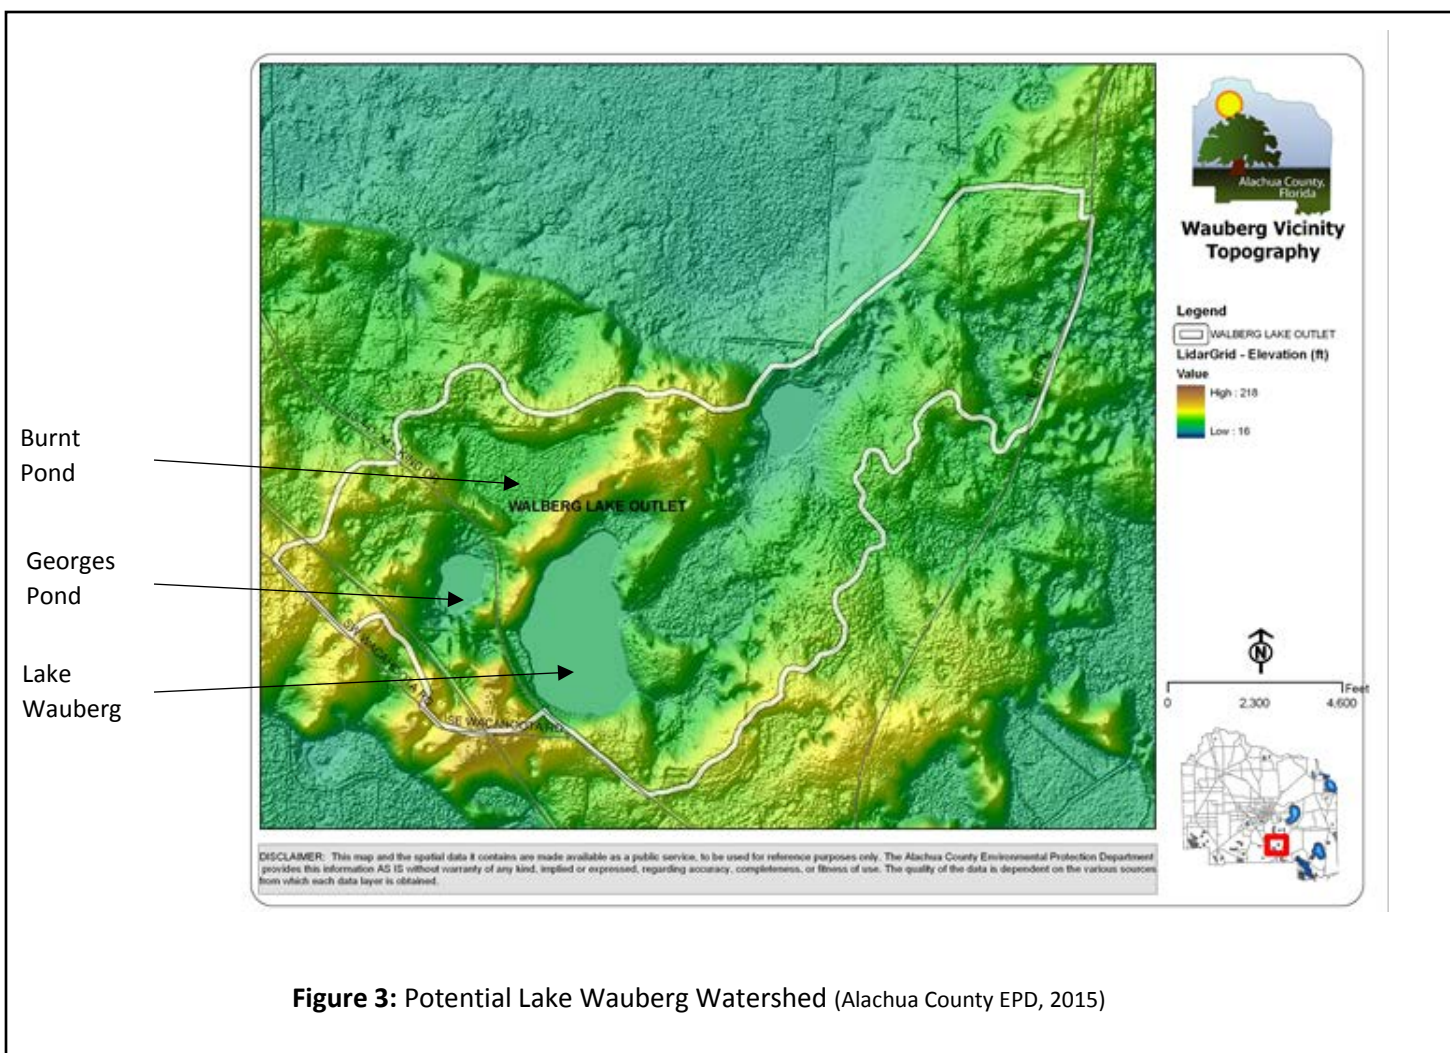 Alachua County,
Florida
Wauberg Vicinity
Topography
Legend
WALBERG LAKE OUTLET
LidarGrid - Elevation (ft)
Value
High : 218
Low : 16
Burnt
Pond
WALBERG LAKE OUTLET
Georges
Pond
Lake
Wauberg
SE WACAHOOTA RD
N
Feet
0 2,300 4,600
DISCLAIMER: This map and the spatial data it contains are made available as a public service, to be used for reference purposes only. The Alachua County Environmental Protection Department
provides this information AS IS without warranty of any kind, implied or expressed, regarding accuracy, completeness, or fitness of use. The quality of the data is dependent on the various sources
from which each data layer is obtained.
Figure 3: Potential Lake Wauberg Watershed (Alachua County EPD, 2015)